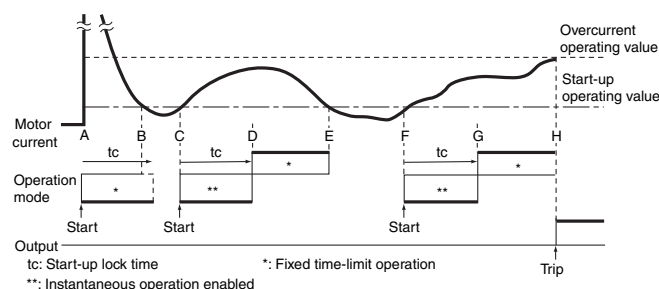 Overcurrent
operating value
Start-up
operating value
Motor
current
A B C D E F G H
tc tc tc
* *
Operation
mode
* ** **
Start Start Start
Output
Trip
tc: Start-up lock time *: Fixed time-limit operation
**: Instantaneous operation enabled